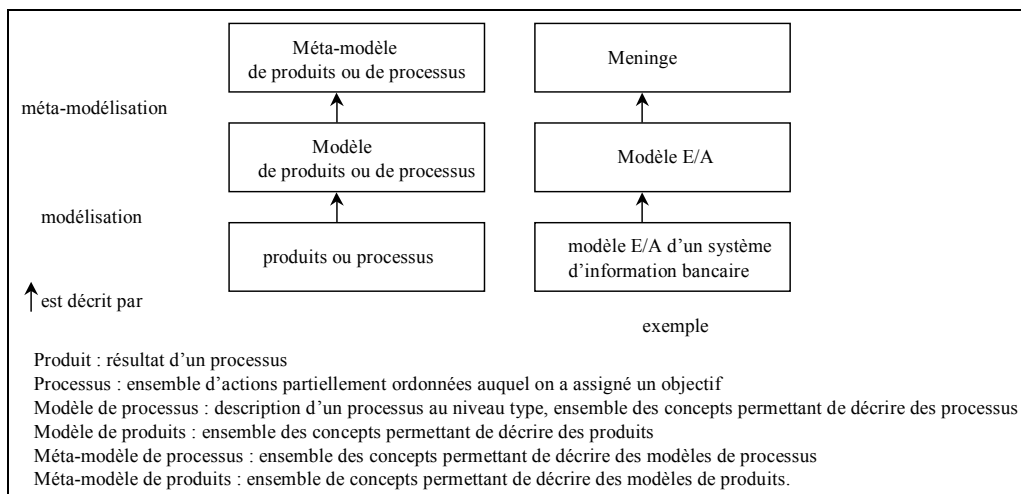 Méta-modèle
de produits ou de processus
Meninge
méta-modélisation
Modèle
de produits ou de processus
Modèle E/A
modélisation
produits ou processus
modèle E/A d’un système
d’information bancaire
est décrit par
exemple
Produit : résultat d’un processus
Processus : ensemble d’actions partiellement ordonnées auquel on a assigné un objectif
Modèle de processus : description d’un processus au niveau type, ensemble des concepts permettant de décrire des processus
Modèle de produits : ensemble des concepts permettant de décrire des produits
Méta-modèle de processus : ensemble des concepts permettant de décrire des modèles de processus
Méta-modèle de produits : ensemble de concepts permettant de décrire des modèles de produits.